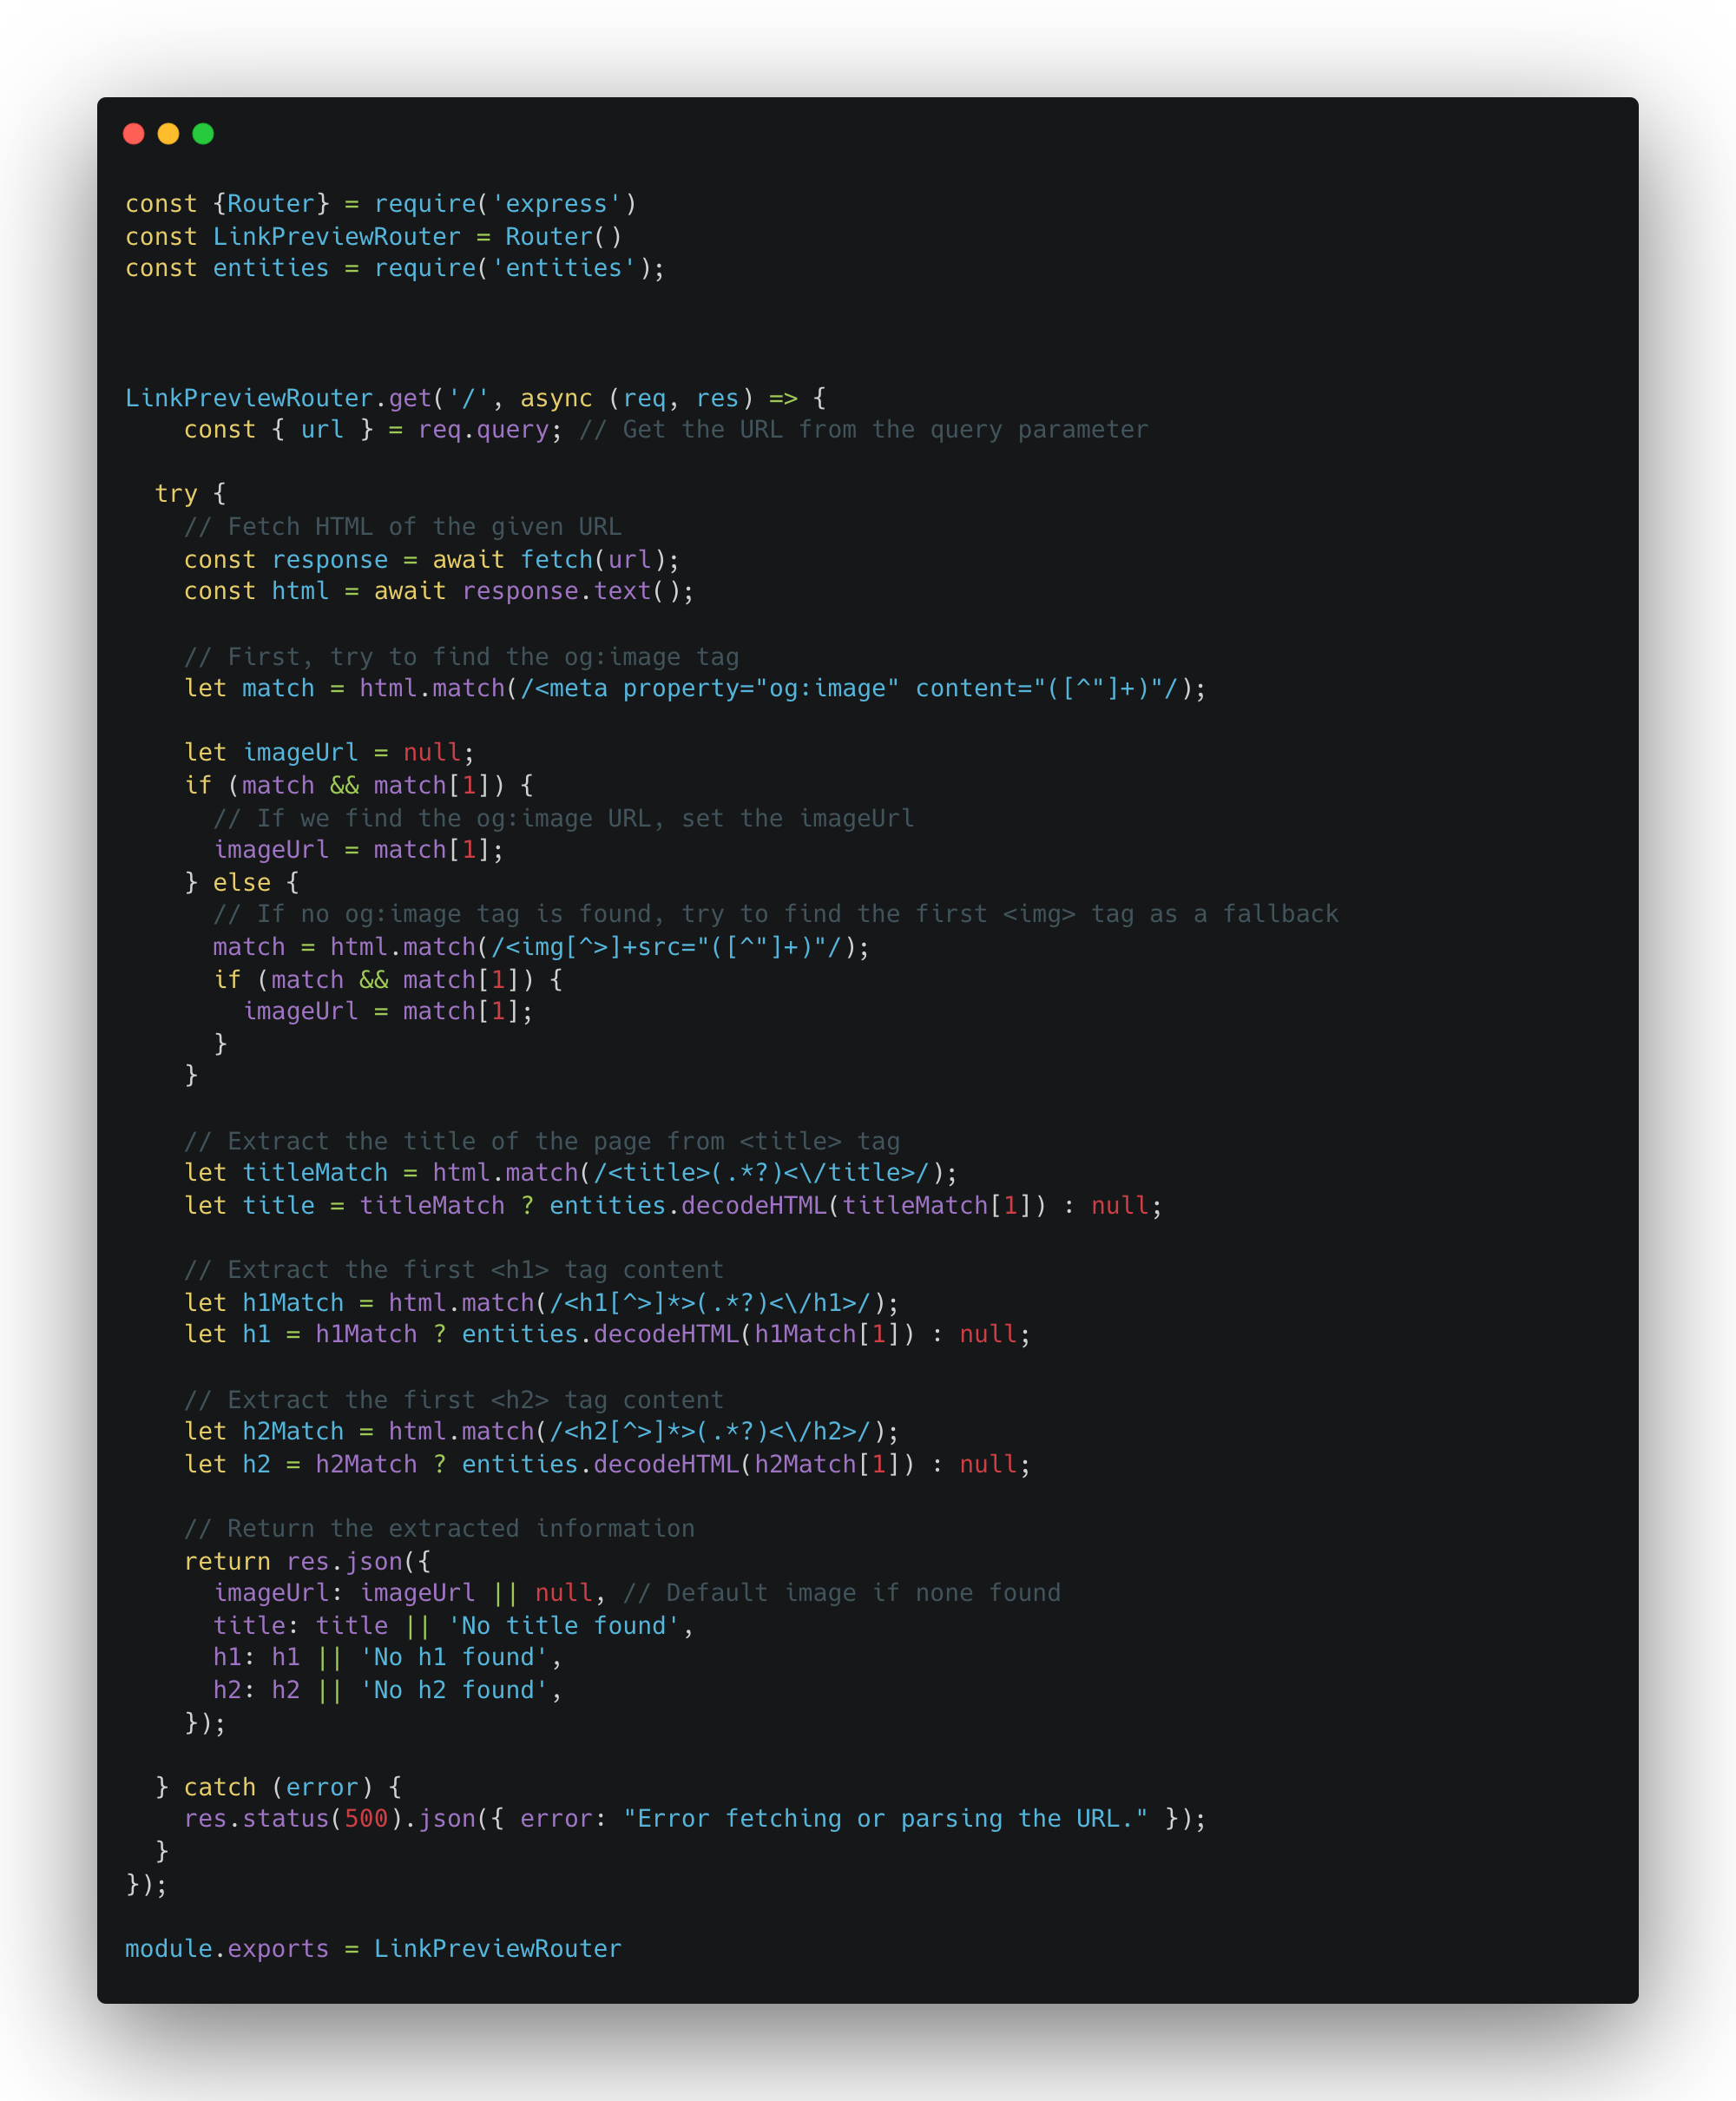 const {Router} = require('express')
const LinkPreviewRouter = Router()
const entities = require('entities');

LinkPreviewRouter.get('/', async (req, res) => {
    const { url } = req.query; // Get the URL from the query parameter

  try {
    // Fetch HTML of the given URL
    const response = await fetch(url);
    const html = await response.text();

    // First, try to find the og:image tag
    let match = html.match(/<meta property="og:image" content="([^"]+)"/);

    let imageUrl = null;
    if (match && match[1]) {
      // If we find the og:image URL, set the imageUrl
      imageUrl = match[1];
    } else {
      // If no og:image tag is found, try to find the first <img> tag as a fallback
      match = html.match(/<img[^>]+src="([^"]+)"/);
      if (match && match[1]) {
        imageUrl = match[1];
      }
    }

    // Extract the title of the page from <title> tag
    let titleMatch = html.match(/<title>(.*?)<\/title>/);
    let title = titleMatch ? entities.decodeHTML(titleMatch[1]) : null;

    // Extract the first <h1> tag content
    let h1Match = html.match(/<h1[^>]*>(.*?)<\/h1>/);
    let h1 = h1Match ? entities.decodeHTML(h1Match[1]) : null;

    // Extract the first <h2> tag content
    let h2Match = html.match(/<h2[^>]*>(.*?)<\/h2>/);
    let h2 = h2Match ? entities.decodeHTML(h2Match[1]) : null;

    // Return the extracted information
    return res.json({
      imageUrl: imageUrl || null, // Default image if none found
      title: title || 'No title found',
      h1: h1 || 'No h1 found',
      h2: h2 || 'No h2 found',
    });

  } catch (error) {
    res.status(500).json({ error: "Error fetching or parsing the URL." });
  }
});

module.exports = LinkPreviewRouter